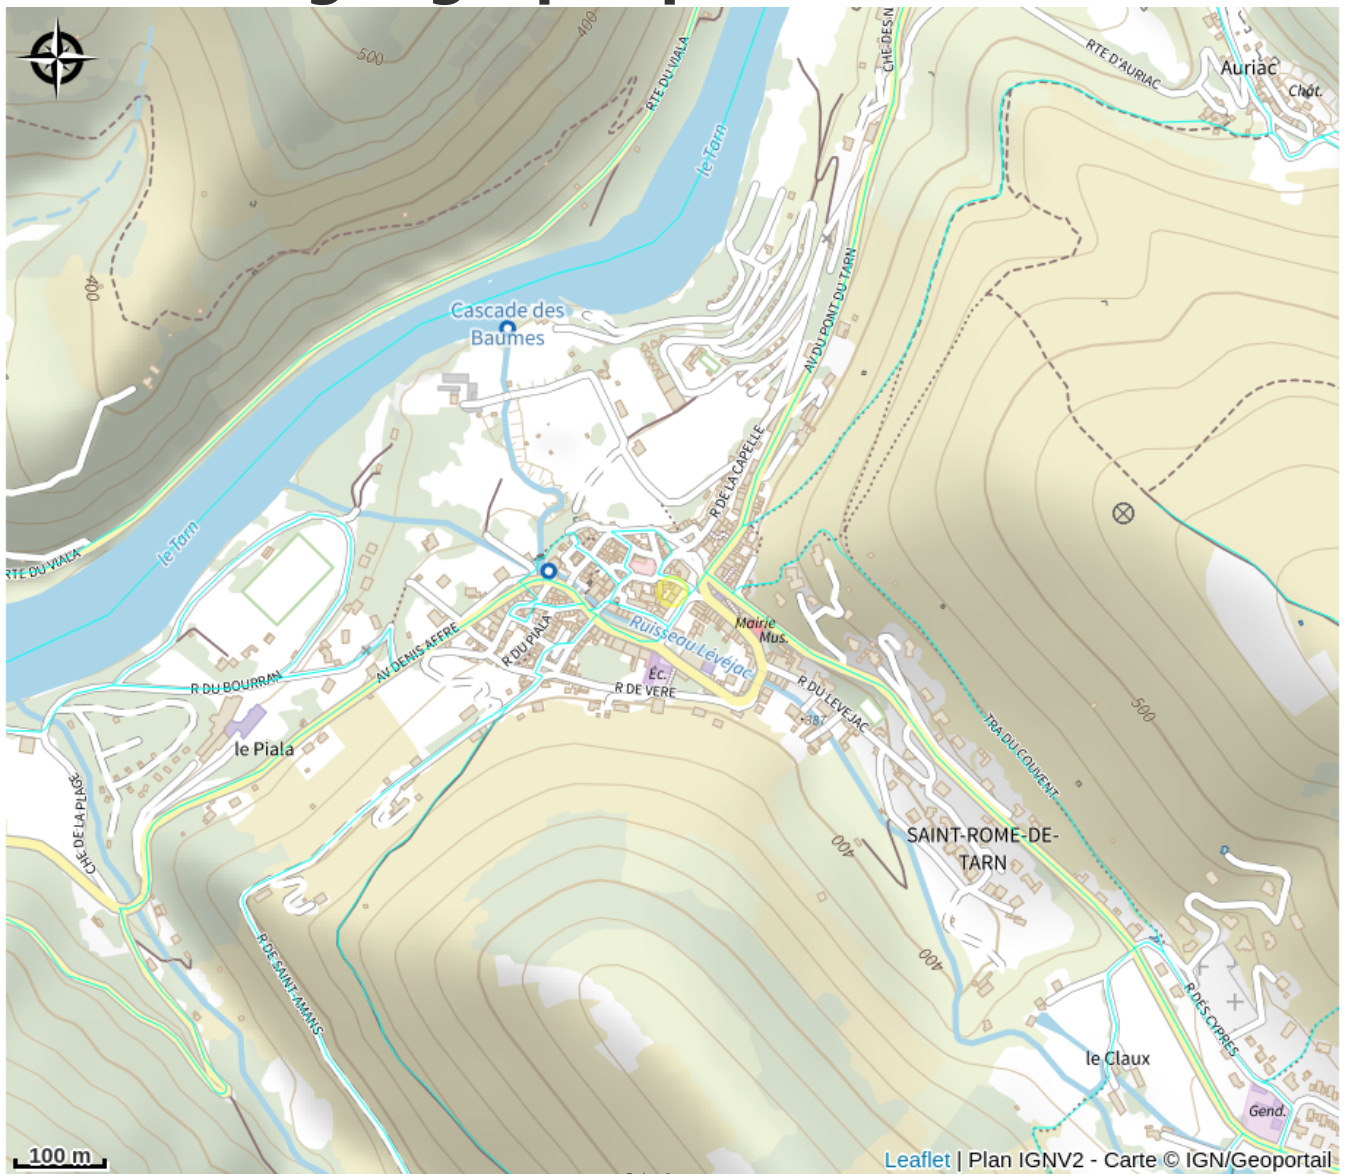 500
400
RTE DU VIALA
CHE DES N
RTE D'AURIAC
Auriac
Chât.
le Tarn
400
AV DU PONT DU TARN
Cascade des
Baumes
R DE LA CAPELLE
le Tarn
RTE DU VIALA
Mairie
Mus.
Ruisseau Lévéjac
R DU PIALA
AV DENIS AFFRE
Éc.
R DE VERE
R DU BOURRAN
R DU LEVEJAC
387
500
TRA DU COUVENT
le Piala
CHE DE LA PLAGE
400
SAINT-ROME-DE-
TARN
400
R DE SAINT-AMANS
R DES CYPRES
le Claux
Gend.
100 m
Leaflet | Plan IGNV2 - Carte © IGN/Geoportail